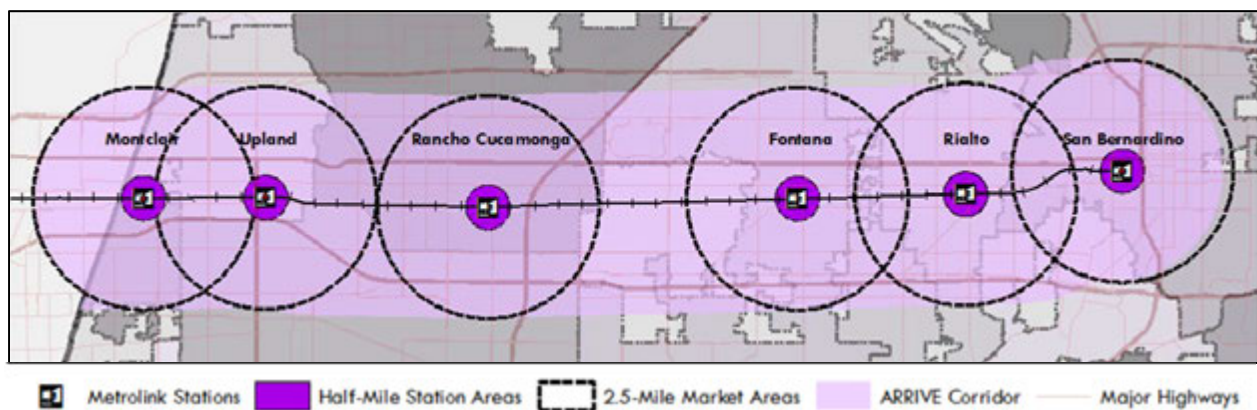 Montclair Upland Rancho Cucamonga Fontana Rialto San Bernardino
Metrolink Stations Half-Mile Station Areas 2.5-Mile Market Areas ARRIVE Corridor Major Highways